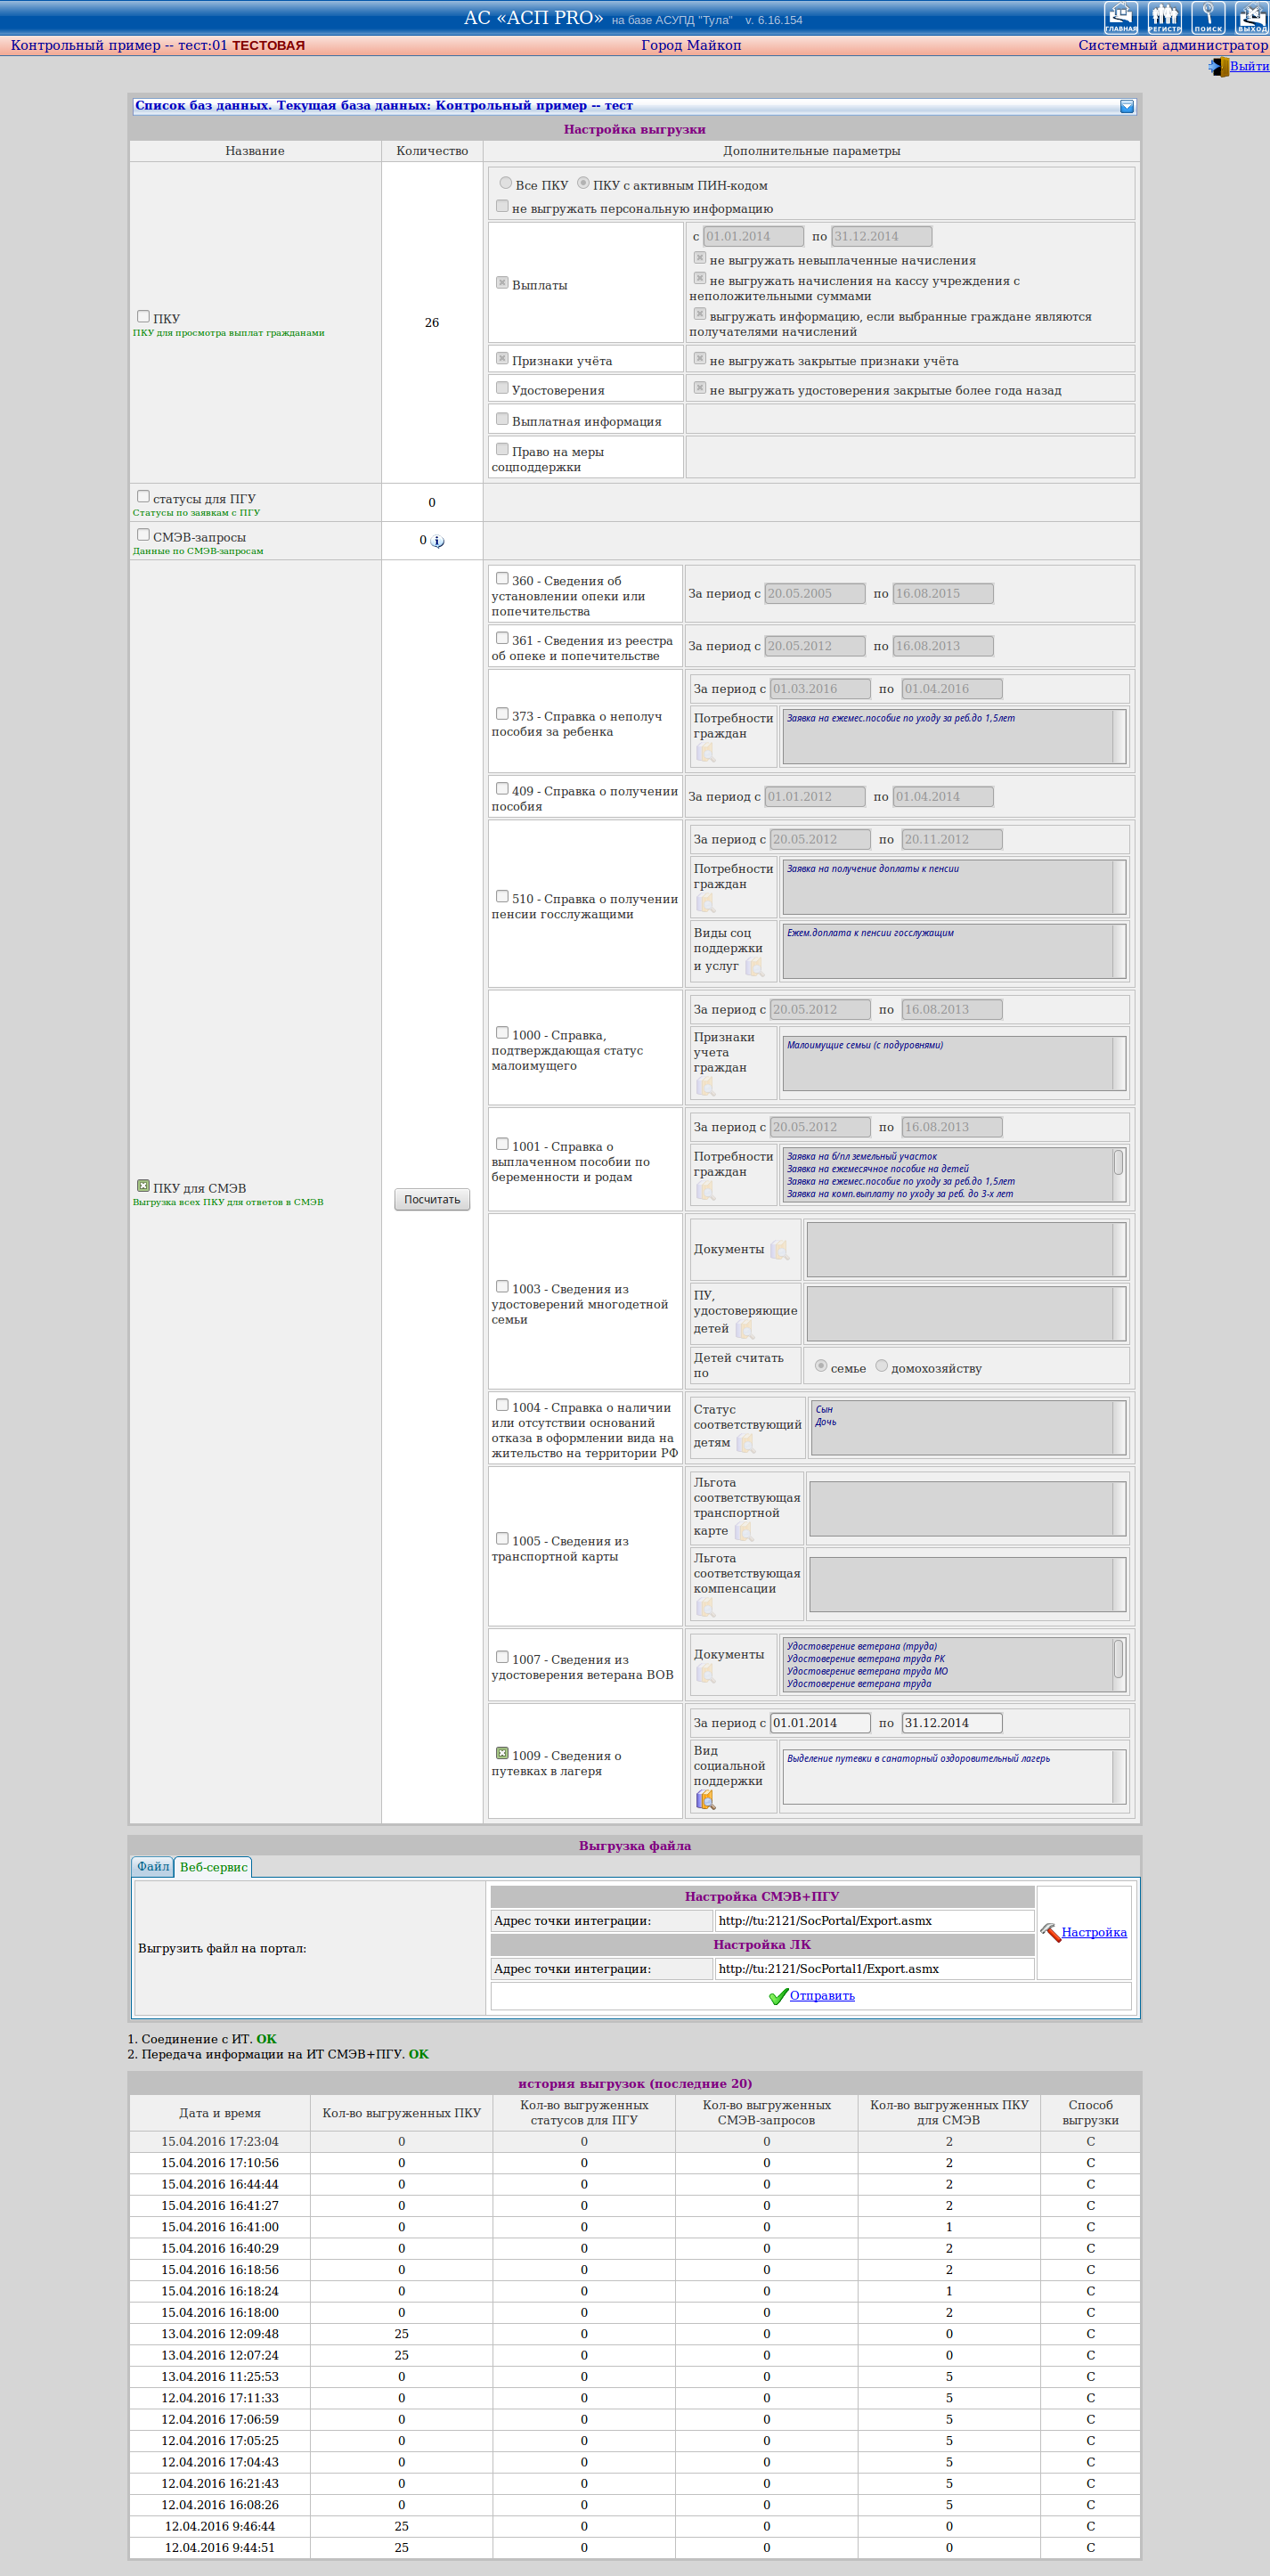 АС «АСП PRO» на базе АСУПД "Тула" v. 6.16.154
ГЛАВНАЯ РЕГИСТР ПОИСК ВЫХОД
Контрольный пример -- тест:01 ТЕСТОВАЯ Город Майкоп Системный администратор
Выйти
Список баз данных. Текущая база данных: Контрольный пример -- тест
Настройка выгрузки
Название Количество Дополнительные параметры
ПКУ
ПКУ для просмотра выплат гражданами
26
Все ПКУ ПКУ с активным ПИН-кодом
не выгружать персональную информацию
Выплаты
с 01.01.2014 по 31.12.2014
не выгружать невыплаченные начисления
не выгружать начисления на кассу учреждения с
неположительными суммами
выгружать информацию, если выбранные граждане являются
получателями начислений
Признаки учёта не выгружать закрытые признаки учёта
Удостоверения не выгружать удостоверения закрытые более года назад
Выплатная информация
Право на меры
соцподдержки
статусы для ПГУ
Статусы по заявкам с ПГУ
0
СМЭВ-запросы
Данные по СМЭВ-запросам
0
ПКУ для СМЭВ
Выгрузка всех ПКУ для ответов в СМЭВ
Посчитать
360 - Сведения об
установлении опеки или
попечительства
За период с 20.05.2005 по 16.08.2015
361 - Сведения из реестра
об опеке и попечительстве
За период с 20.05.2012 по 16.08.2013
373 - Справка о неполуч
пособия за ребенка
За период с 01.03.2016 по 01.04.2016
Потребности
граждан
Заявка на ежемес.пособие по уходу за реб.до 1,5лет
409 - Справка о получении
пособия
За период с 01.01.2012 по 01.04.2014
510 - Справка о получении
пенсии госслужащими
За период с 20.05.2012 по 20.11.2012
Потребности
граждан
Заявка на получение доплаты к пенсии
Виды соц
поддержки
и услуг
Ежем.доплата к пенсии госслужащим
1000 - Справка,
подтверждающая статус
малоимущего
За период с 20.05.2012 по 16.08.2013
Признаки
учета
граждан
Малоимущие семьи (с подуровнями)
1001 - Справка о
выплаченном пособии по
беременности и родам
За период с 20.05.2012 по 16.08.2013
Потребности
граждан
Заявка на б/пл земельный участок
Заявка на ежемесячное пособие на детей
Заявка на ежемес.пособие по уходу за реб.до 1,5лет
Заявка на комп.выплату по уходу за реб. до 3-х лет
1003 - Сведения из
удостоверений многодетной
семьи
Документы
ПУ,
удостоверяющие
детей
Детей считать
по
семье домохозяйству
1004 - Справка о наличии
или отсутствии оснований
отказа в оформлении вида на
жительство на территории РФ
Статус
соответствующий
детям
Сын
Дочь
1005 - Сведения из
транспортной карты
Льгота
соответствующая
транспортной
карте
Льгота
соответствующая
компенсации
1007 - Сведения из
удостоверения ветерана ВОВ
Документы
Удостоверение ветерана (труда)
Удостоверение ветерана труда РК
Удостоверение ветерана труда МО
Удостоверение ветерана труда
1009 - Сведения о
путевках в лагеря
За период с 01.01.2014 по 31.12.2014
Вид
социальной
поддержки
Выделение путевки в санаторный оздоровительный лагерь
Выгрузка файла
Файл Веб-сервис
Выгрузить файл на портал:
Настройка СМЭВ+ПГУ
Адрес точки интеграции: http://tu:2121/SocPortal/Export.asmx
Настройка ЛК
Адрес точки интеграции: http://tu:2121/SocPortal1/Export.asmx
Настройка
Отправить
1. Соединение с ИТ. ОК
2. Передача информации на ИТ СМЭВ+ПГУ. OK
история выгрузок (последние 20)
Дата и время Кол-во выгруженных ПКУ Кол-во выгруженных статусов для ПГУ Кол-во выгруженных СМЭВ-запросов Кол-во выгруженных ПКУ для СМЭВ Способ выгрузки
15.04.2016 17:23:04 0 0 0 2 С
15.04.2016 17:10:56 0 0 0 2 С
15.04.2016 16:44:44 0 0 0 2 С
15.04.2016 16:41:27 0 0 0 2 С
15.04.2016 16:41:00 0 0 0 1 С
15.04.2016 16:40:29 0 0 0 2 С
15.04.2016 16:18:56 0 0 0 2 С
15.04.2016 16:18:24 0 0 0 1 С
15.04.2016 16:18:00 0 0 0 2 С
13.04.2016 12:09:48 25 0 0 0 С
13.04.2016 12:07:24 25 0 0 0 С
13.04.2016 11:25:53 0 0 0 5 С
12.04.2016 17:11:33 0 0 0 5 С
12.04.2016 17:06:59 0 0 0 5 С
12.04.2016 17:05:25 0 0 0 5 С
12.04.2016 17:04:43 0 0 0 5 С
12.04.2016 16:21:43 0 0 0 5 С
12.04.2016 16:08:26 0 0 0 5 С
12.04.2016 9:46:44 25 0 0 0 С
12.04.2016 9:44:51 25 0 0 0 С